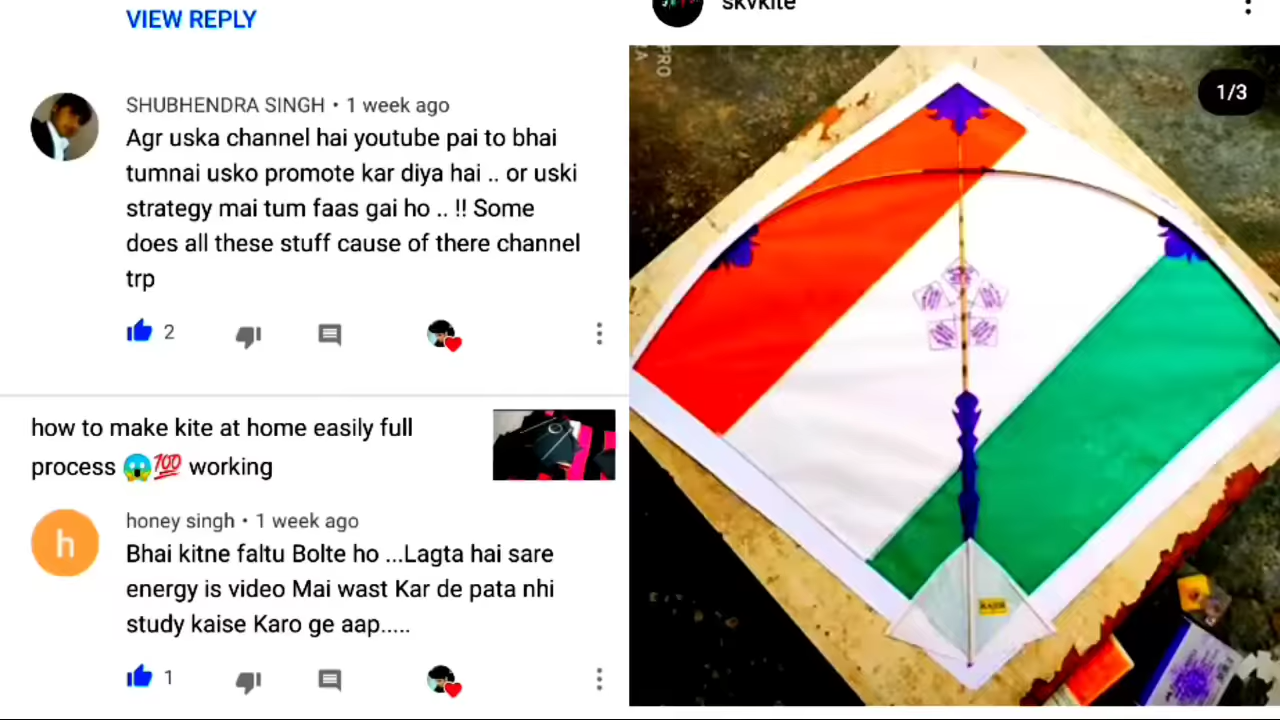 VIEW REPLY
SHUBHENDRA SINGH • 1 week ago
Agr uska channel hai youtube pai to bhai
tumnai usko promote kar diya hai .. or uski
strategy mai tum faas gai ho .. !! Some
does all these stuff cause of there channel
trp
2
how to make kite at home easily full
process 😱💯 working
h
honey singh • 1 week ago
Bhai kitne faltu Bolte ho ...Lagta hai sare
energy is video Mai wast Kar de pata nhi
study kaise Karo ge aap.....
1
skvkite
PRO
1/3